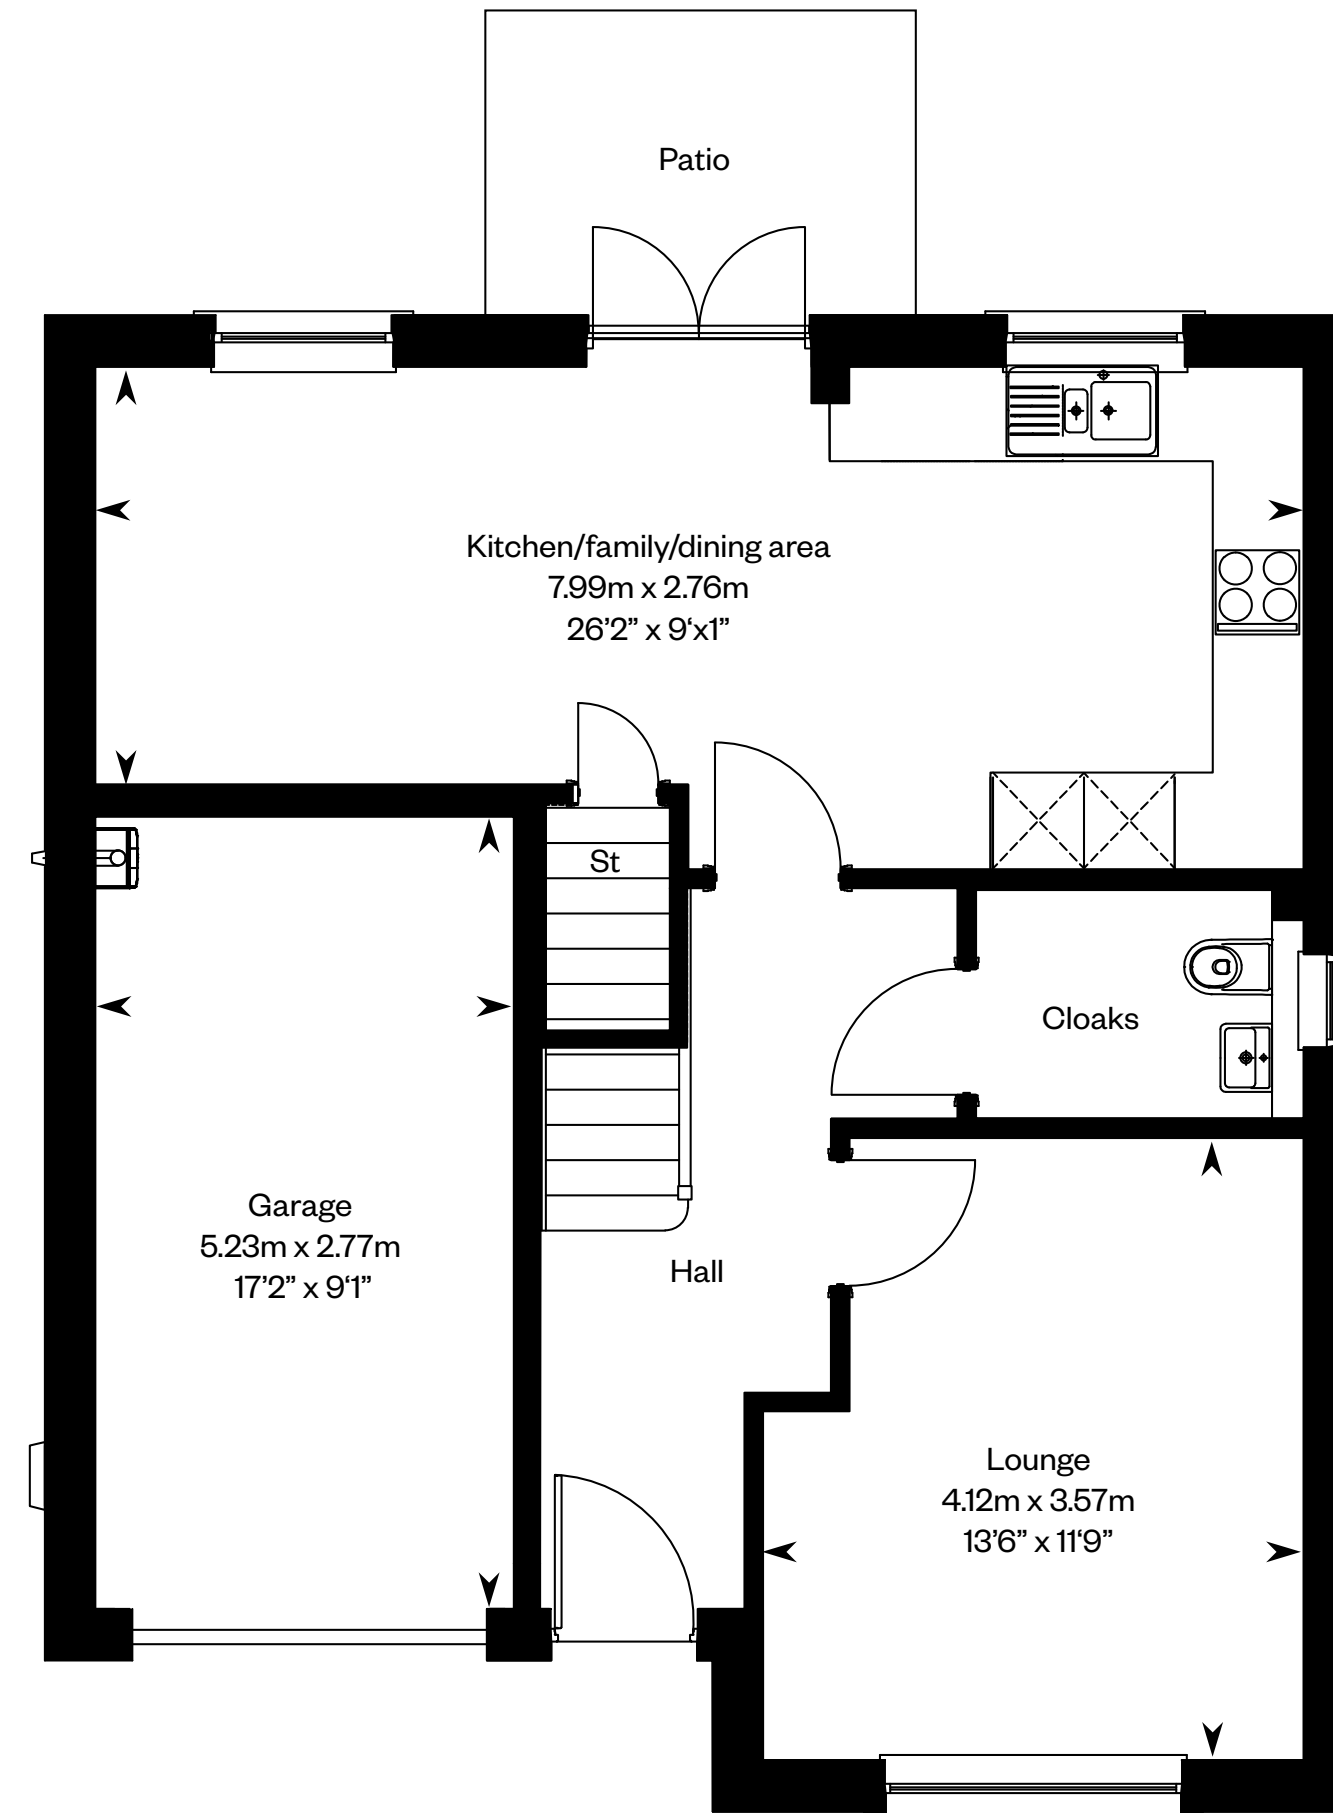 Patio
Kitchen/family/dining area
7.99m x 2.76m
26’2” x 9‘x1”
St
Cloaks
Garage
5.23m x 2.77m
17’2” x 9‘1”
Hall
Lounge
4.12m x 3.57m
13’6” x 11‘9”